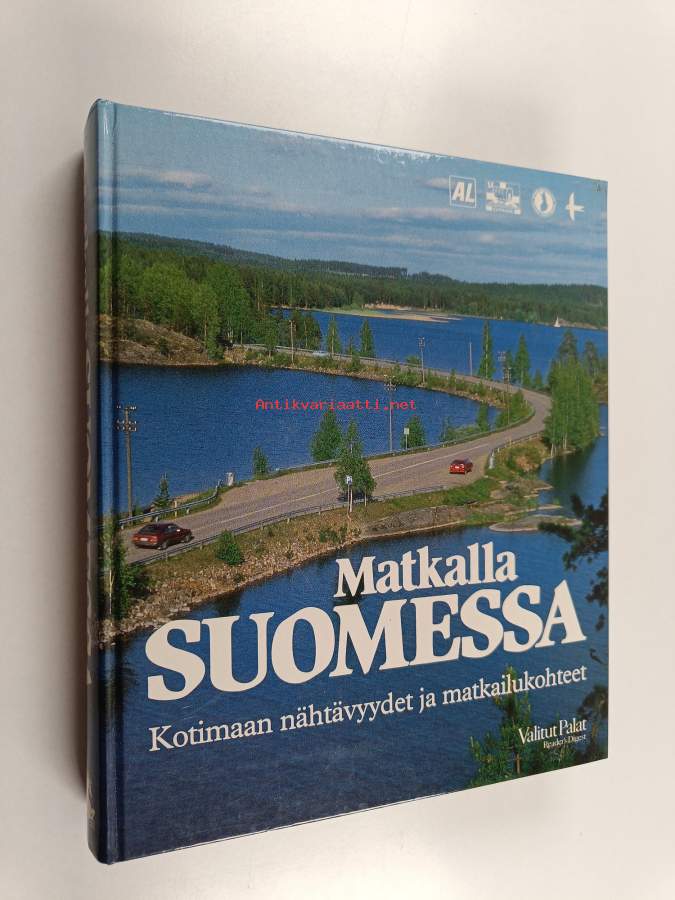 AL
Antikvariaatti.net
Matkalla
SUOMESSA
Kotimaan nähtävyydet ja matkailukohteet
Valitut Palat
Reader's Digest